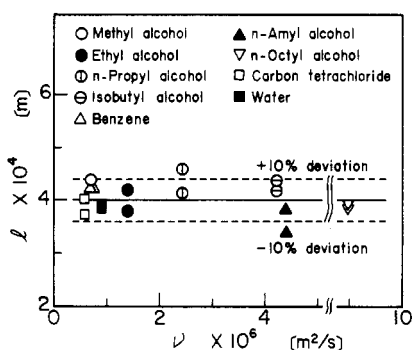 ○ Methyl alcohol ▲ n-Amyl alcohol
● Ethyl alcohol n-Octyl alcohol
n-Propyl alcohol □ Carbon tetrachloride
⊖ Isobutyl alcohol ■ Water
△ Benzene
6
4
2
ℓ × 10⁴ (m)
+10% deviation
-10% deviation
0 2 4 10
ν × 10⁶ [m²/s]